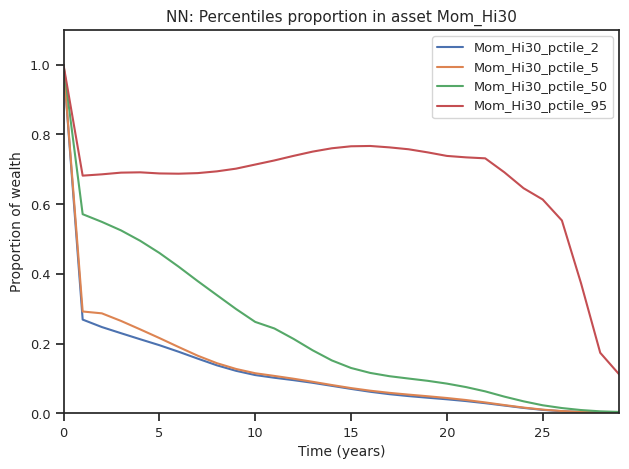 NN: Percentiles proportion in asset Mom_Hi30
Mom_Hi30_pctile_2
Mom_Hi30_pctile_5
Mom_Hi30_pctile_50
Mom_Hi30_pctile_95
Proportion of wealth
1.0
0.8
0.6
0.4
0.2
0.0
0 5 10 15 20 25
Time (years)